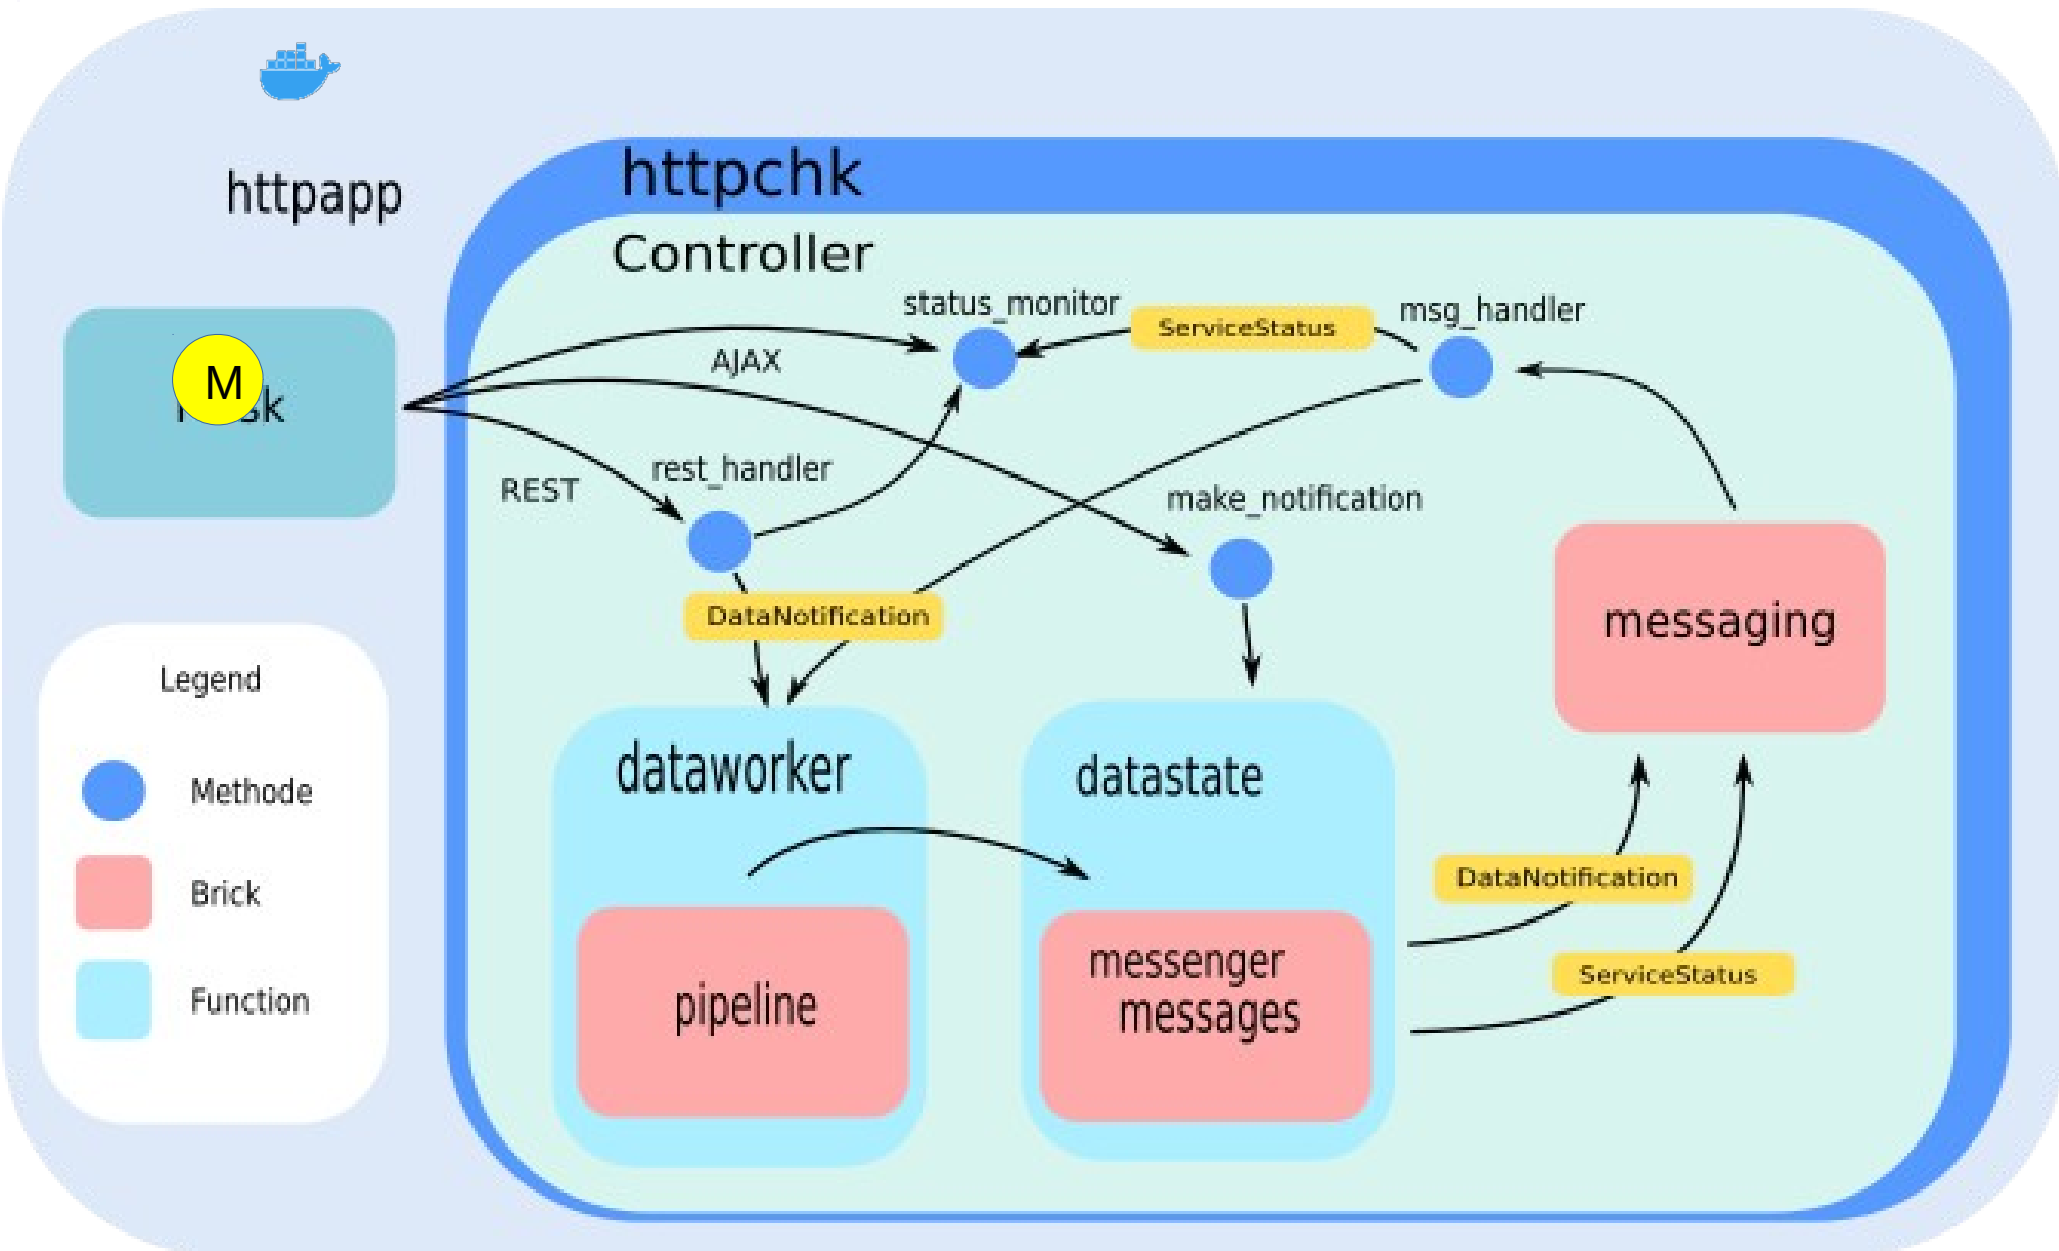 httpapp
httpchk
Controller
status_monitor
ServiceStatus
msg_handler
AJAX
M
REST
rest_handler
make_notification
DataNotification
messaging
Legend
Methode
Brick
Function
dataworker
datastate
pipeline
messenger
messages
DataNotification
ServiceStatus